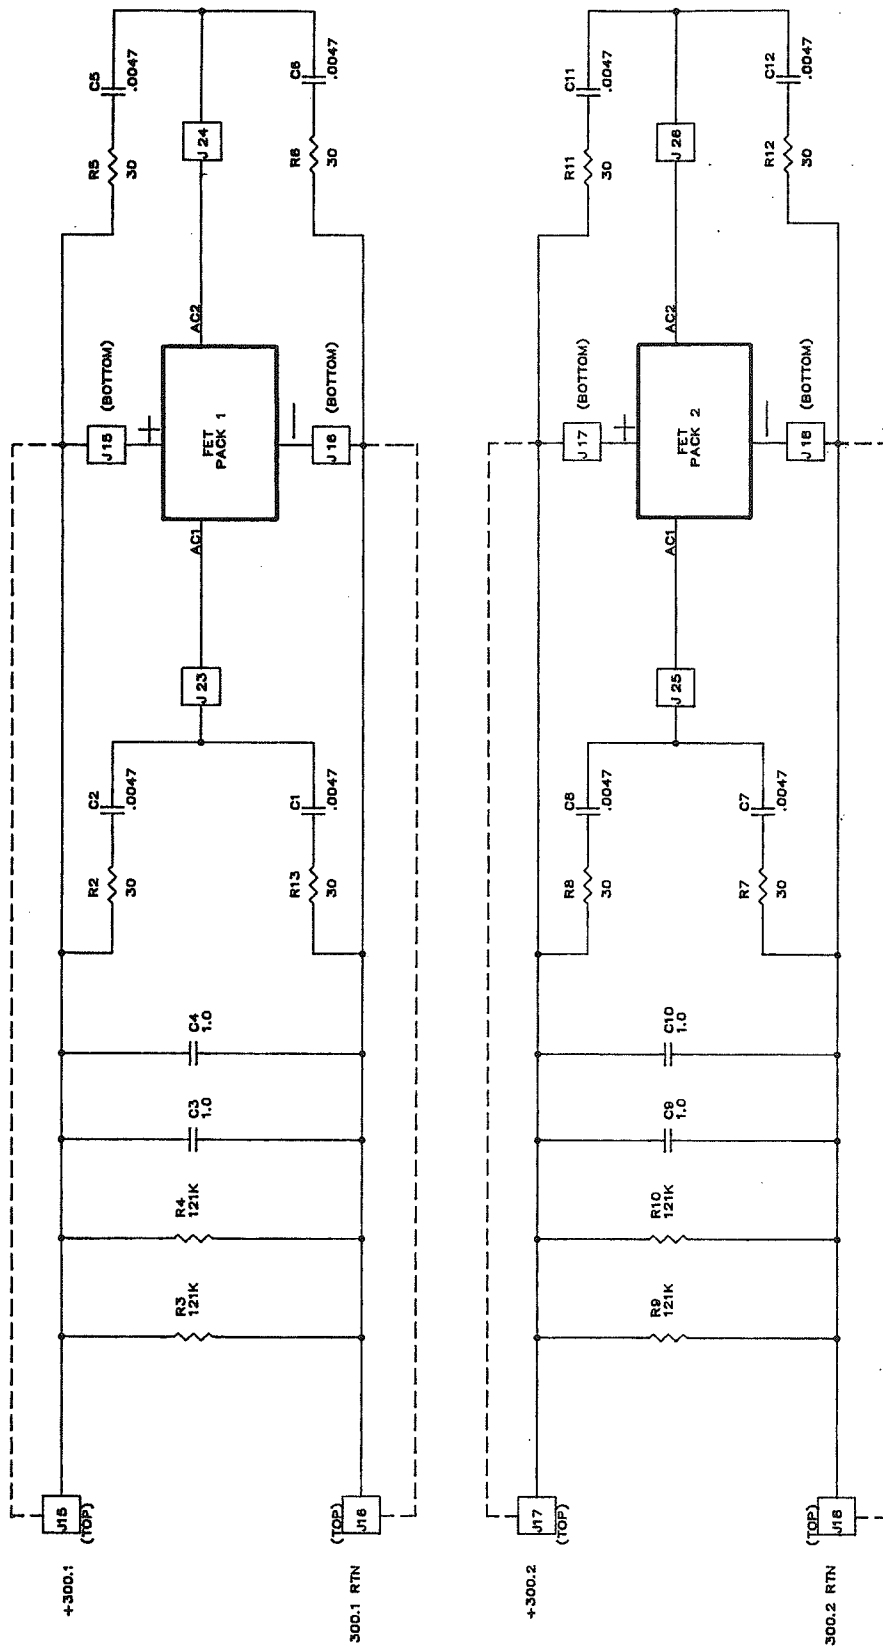 +300.1
J15
(TOP)
R3
121K
R4
121K
C3
1.0
C4
1.0
R2
30
C2
.0047
R13
30
C1
.0047
J 23
AC1
J 15
(BOTTOM)
+
FET
PACK 1
—
J 16
(BOTTOM)
AC2
J 24
R5
30
C5
.0047
R6
30
C6
.0047
300.1 RTN
J16
(TOP)
+300.2
J17
(TOP)
R9
121K
R10
121K
C9
1.0
C10
1.0
R8
30
C8
.0047
R7
30
C7
.0047
J 25
AC1
J 17
(BOTTOM)
+
FET
PACK 2
—
J 18
(BOTTOM)
AC2
J 26
R11
30
C11
.0047
R12
30
C12
.0047
300.2 RTN
J18
(TOP)